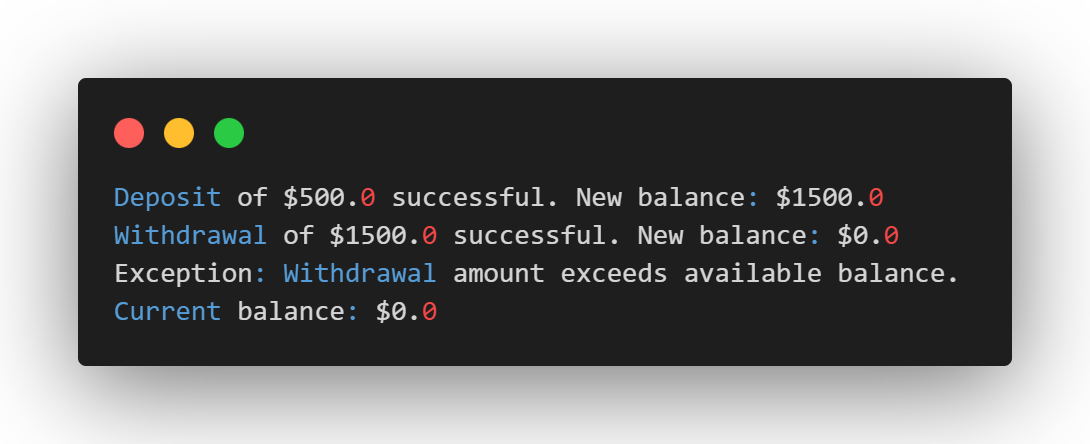 Deposit of $500.0 successful. New balance: $1500.0
Withdrawal of $1500.0 successful. New balance: $0.0
Exception: Withdrawal amount exceeds available balance.
Current balance: $0.0